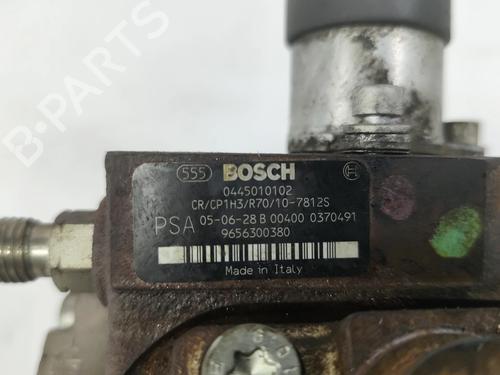 B-PARTS
555 BOSCH
0445010102
CR/CP1H3/R70/10-7812S
PSA 05-06-28 B 00400 0370491
9656300380
Made in Italy